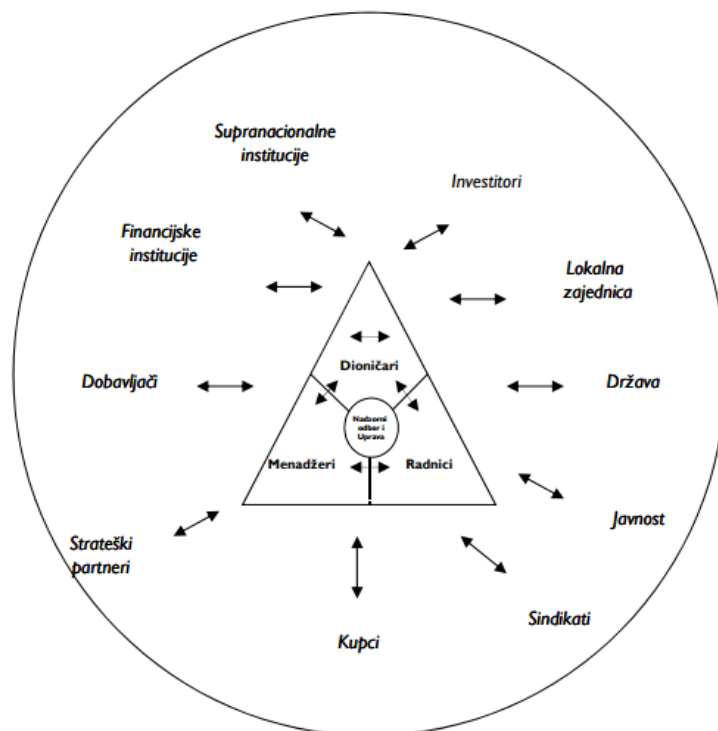 Supranacionalne
institucije
Investitori
Financijske
institucije
Lokalna
zajednica
Dioničari
Dobavljači
Država
Nadzorni
odbor i
Uprava
Menadžeri
Radnici
Strateški
partneri
Javnost
Sindikati
Kupci